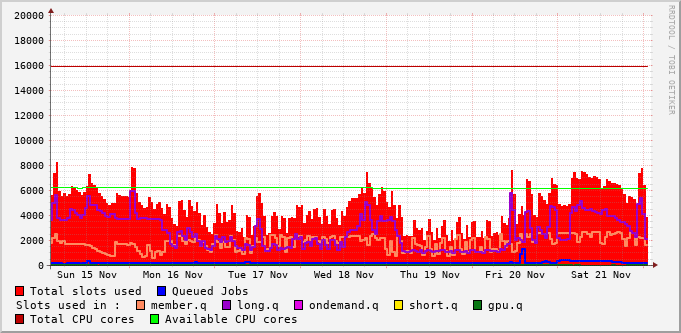 20000
18000
16000
14000
12000
10000
8000
6000
4000
2000
0
Sun 15 Nov Mon 16 Nov Tue 17 Nov Wed 18 Nov Thu 19 Nov Fri 20 Nov Sat 21 Nov
Total slots used Queued Jobs
Slots used in : member.q long.q ondemand.q short.q gpu.q
Total CPU cores Available CPU cores
RRDTOOL / TOBI OETIKER